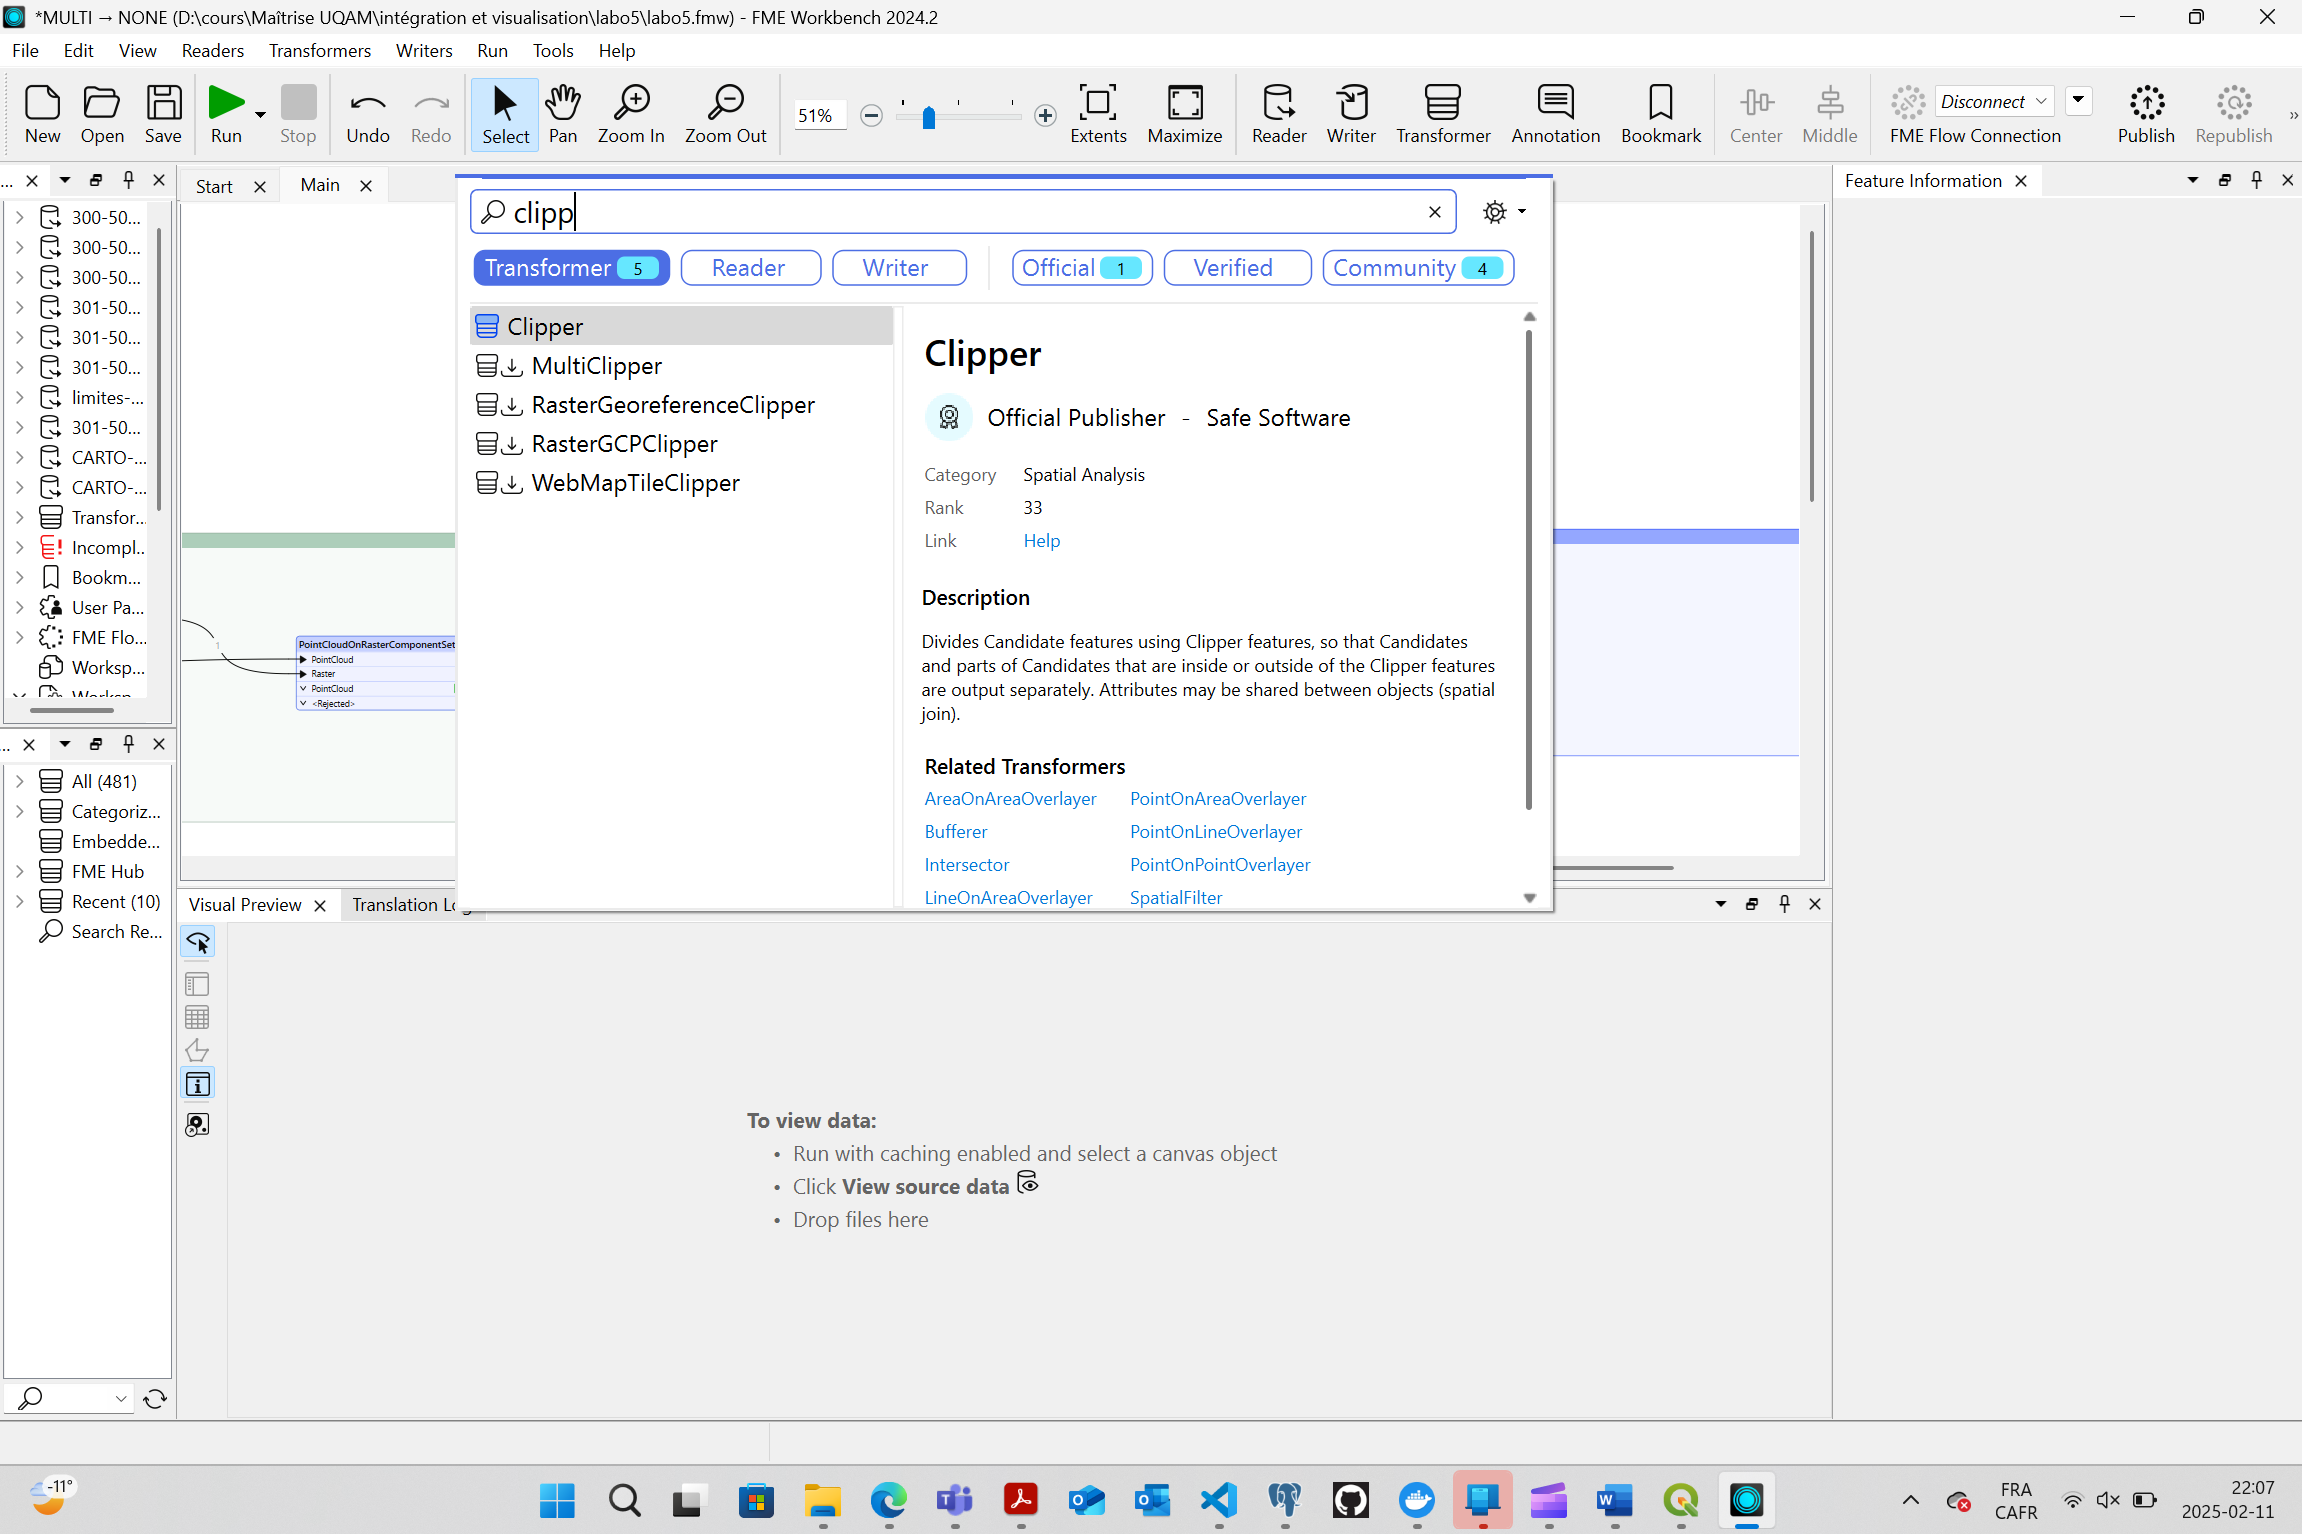 *MULTI → NONE (D:\cours\Maîtrise UQAM\intégration et visualisation\labo5\labo5.fmw) - FME Workbench 2024.2
File Edit View Readers Transformers Writers Run Tools Help
New Open Save Run Stop Undo Redo Select Pan Zoom In Zoom Out 51% Extents Maximize Reader Writer Transformer Annotation Bookmark Center Middle Disconnect FME Flow Connection Publish Republish »
...
Start
Main
Feature Information
300-50...
300-50...
300-50...
301-50...
301-50...
301-50...
limites-...
301-50...
CARTO-...
CARTO-...
Transfor...
Incompl...
Bookm...
User Pa...
FME Flo...
Worksp...
1
PointCloudOnRasterComponentSet
PointCloud
Raster
PointCloud
<Rejected>
clipp
Transformer 5 Reader Writer Official 1 Verified Community 4
Clipper
MultiClipper
RasterGeoreferenceClipper
RasterGCPClipper
WebMapTileClipper
Clipper
Official Publisher - Safe Software
Category Spatial Analysis
Rank 33
Link Help
Description
Divides Candidate features using Clipper features, so that Candidates
and parts of Candidates that are inside or outside of the Clipper features
are output separately. Attributes may be shared between objects (spatial
join).
Related Transformers
AreaOnAreaOverlayer PointOnAreaOverlayer
Bufferer PointOnLineOverlayer
Intersector PointOnPointOverlayer
LineOnAreaOverlayer SpatialFilter
...
All (481)
Categoriz...
Embedde...
FME Hub
Recent (10)
Search Re...
Visual Preview
Translation Log
To view data:
• Run with caching enabled and select a canvas object
• Click View source data
• Drop files here
-11°
FRA
CAFR
22:07
2025-02-11